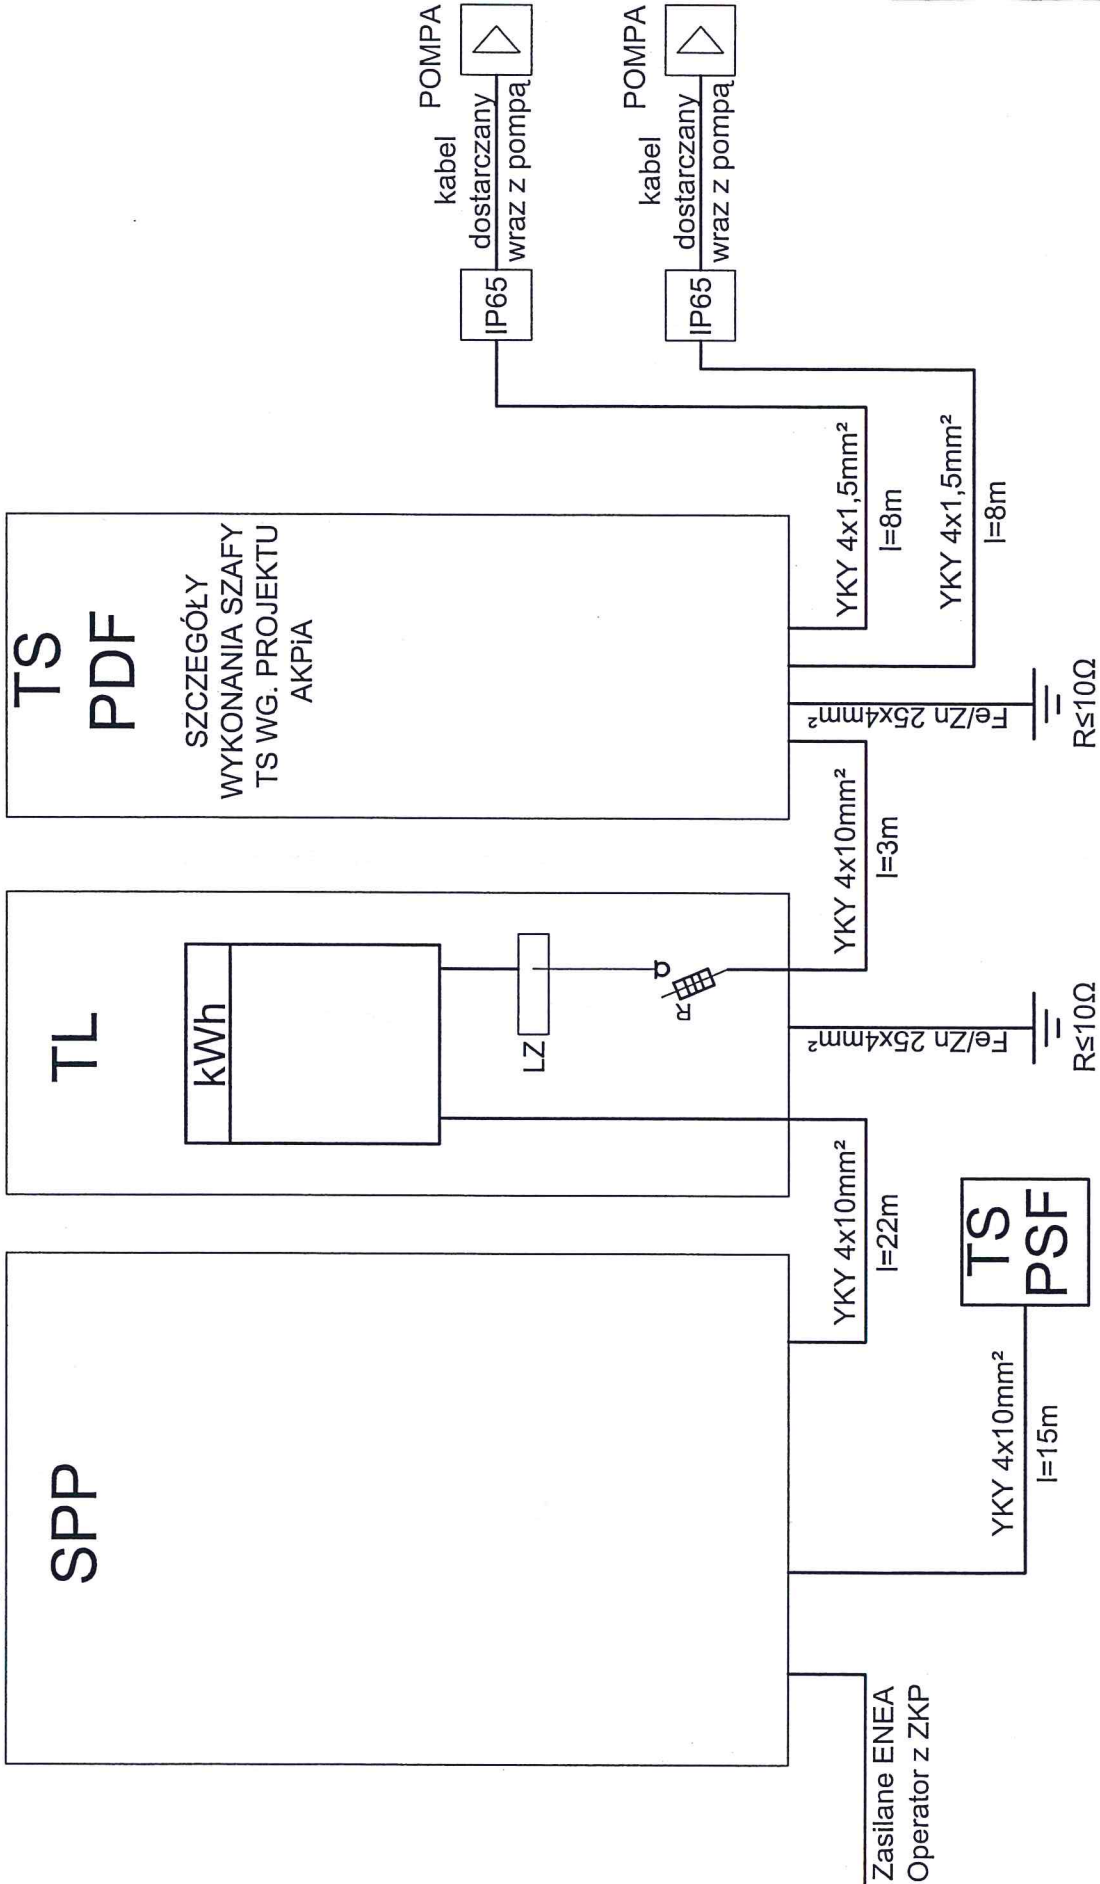 SPP
TL
TS
PDF
SZCZEGÓŁY
WYKONANIA SZAFY
TS WG. PROJEKTU
AKPiA
kWh
LZ
R
Zasilane ENEA
Operator z ZKP
YKY 4x10mm²
l=15m
TS
PSF
YKY 4x10mm²
l=22m
Fe/Zn 25x4mm²
R≤10Ω
YKY 4x10mm²
l=3m
Fe/Zn 25x4mm²
R≤10Ω
YKY 4x1,5mm²
l=8m
YKY 4x1,5mm²
l=8m
IP65
kabel
dostarczany
wraz z pompą
POMPA
IP65
kabel
dostarczany
wraz z pompą
POMPA